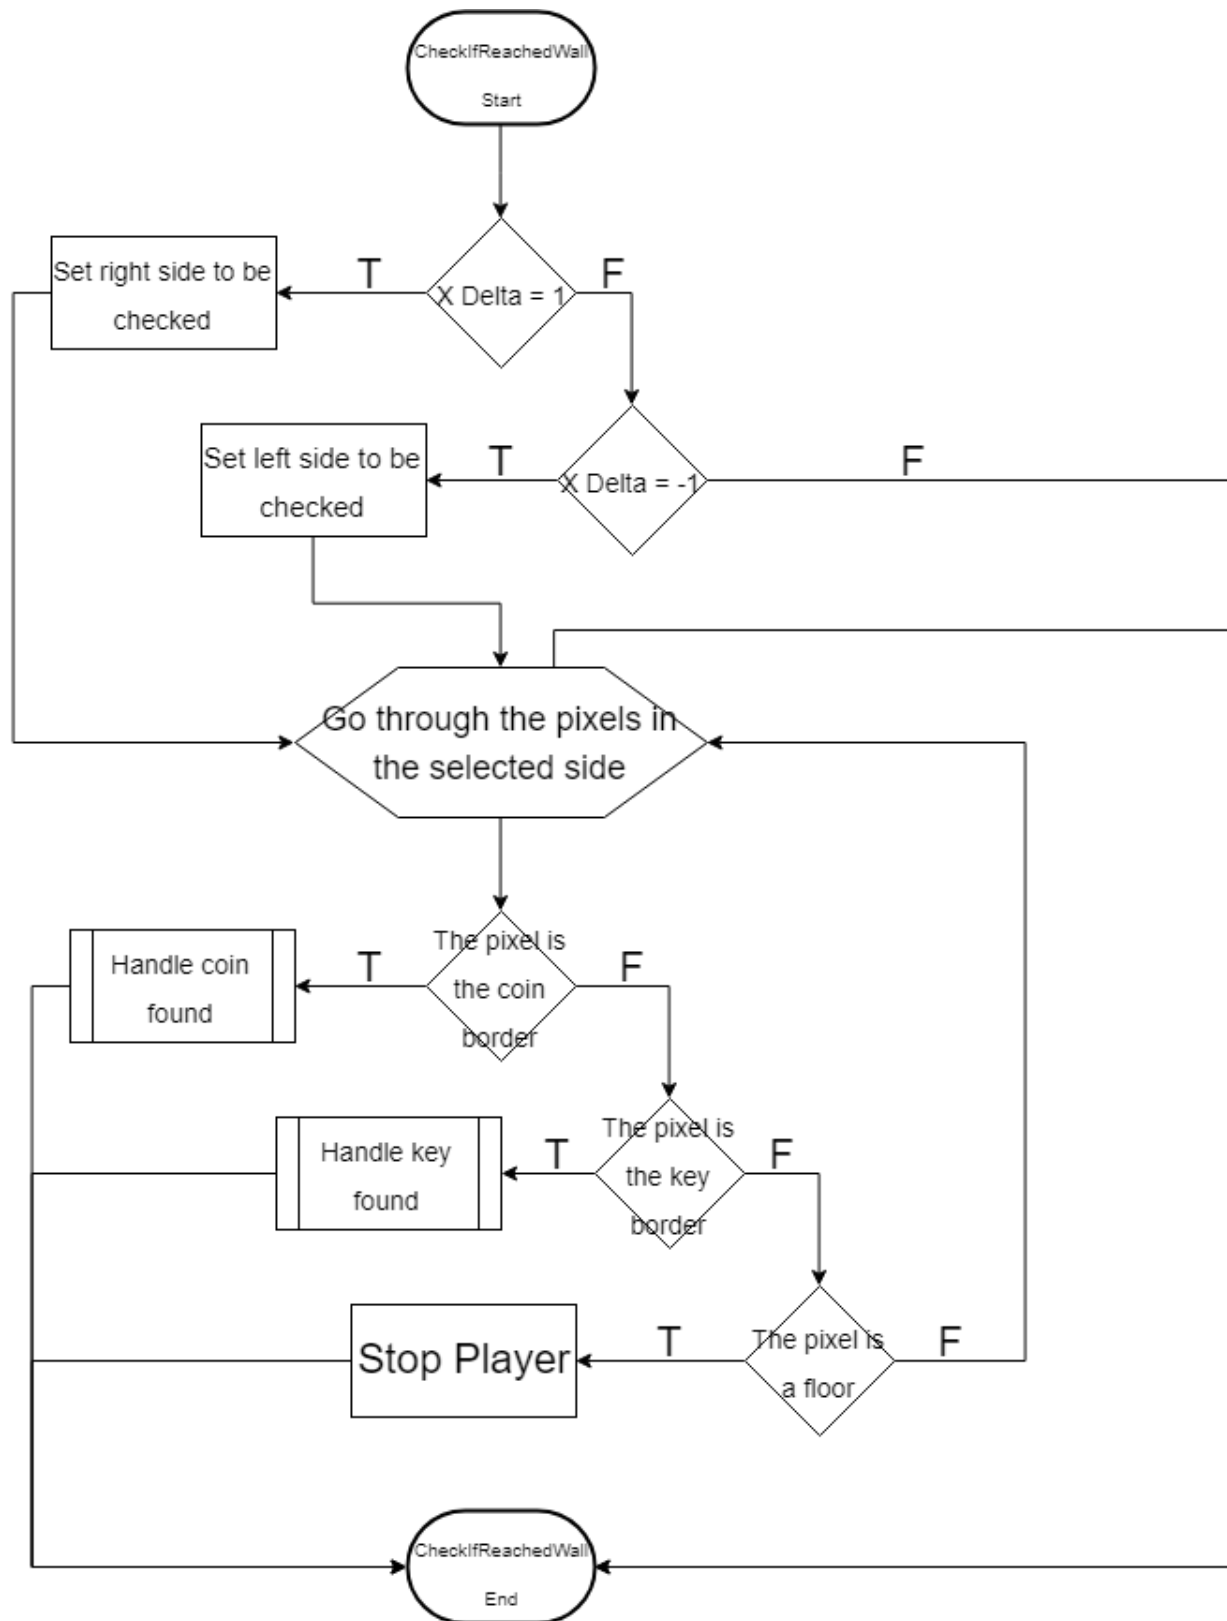 CheckIfReachedWall
Start
Set right side to be
checked
T
X Delta = 1
F
Set left side to be
checked
T
X Delta = -1
F
Go through the pixels in
the selected side
Handle coin
found
T
The pixel is
the coin
border
F
Handle key
found
T
The pixel is
the key
border
F
Stop Player
T
The pixel is
a floor
F
CheckIfReachedWall
End